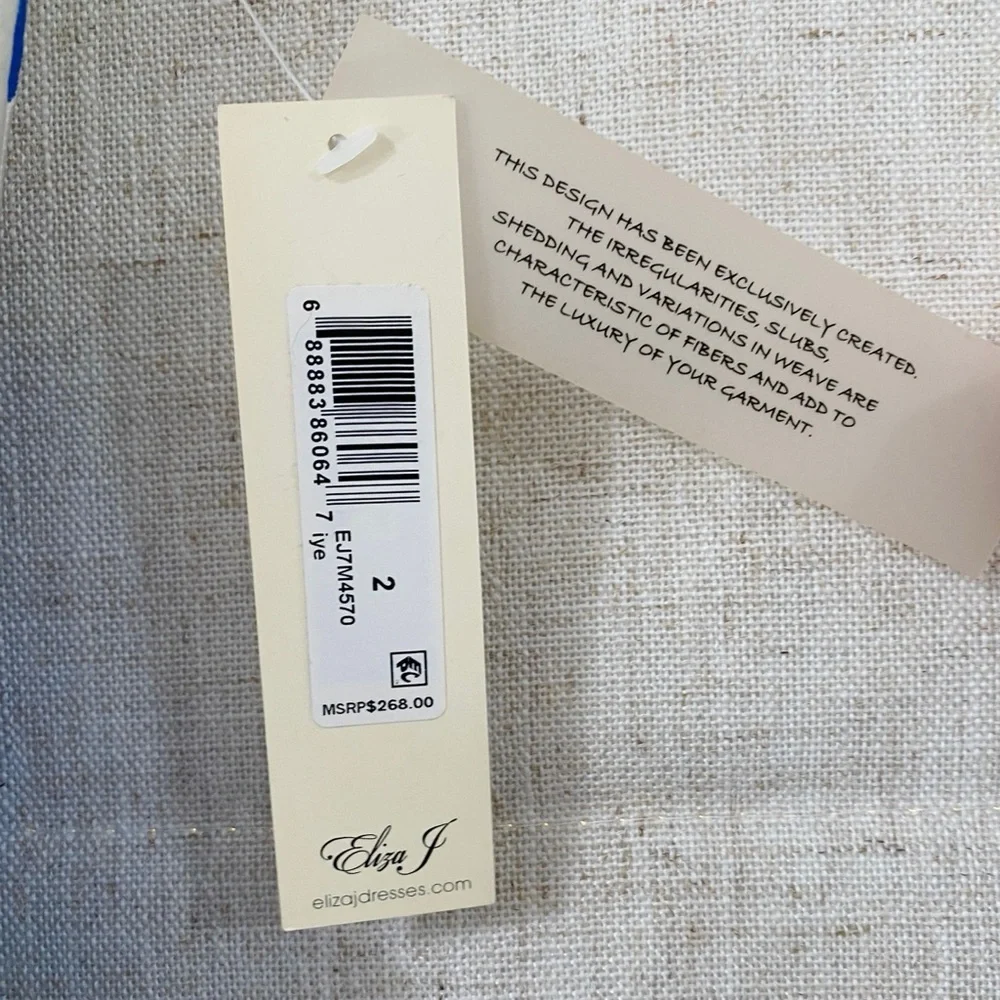 6 88883 86064 7 iye
EJ7M4570
2
EPC
MSRP$268.00
Eliza J
elizajdresses.com
THIS DESIGN HAS BEEN EXCLUSIVELY CREATED.
THE IRREGULARITIES, SLUBS,
SHEDDING AND VARIATIONS IN WEAVE ARE
CHARACTERISTIC OF FIBERS AND ADD TO
THE LUXURY OF YOUR GARMENT.